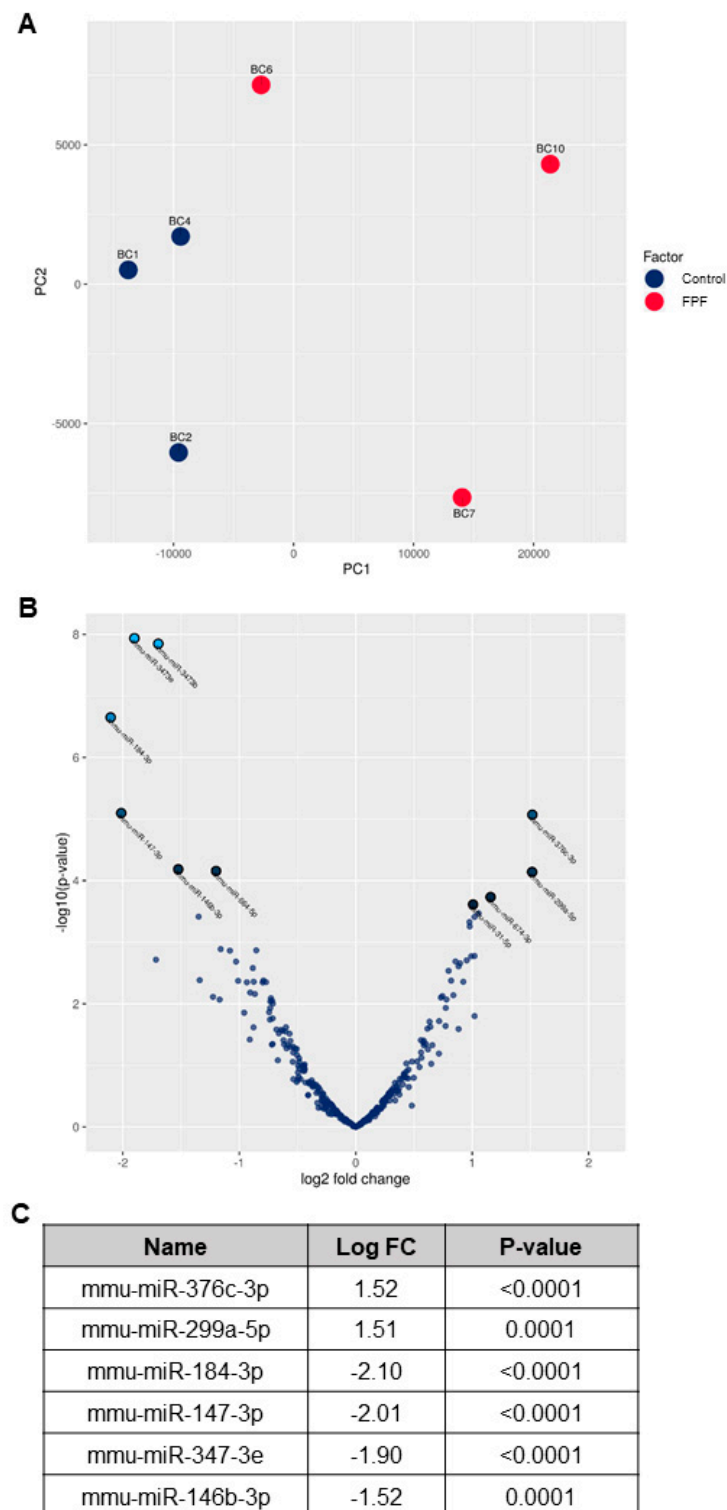 A
BC6
BC10
BC4
BC1
BC2
BC7
5000
0
-5000
PC2
-10000
0
10000
20000
PC1
Factor
Control
FPF
B
8
6
4
2
0
-log10(p-value)
mmu-miR-3473e
mmu-miR-3473b
mmu-miR-184-3p
mmu-miR-147-3p
mmu-miR-146b-3p
mmu-miR-664-5p
mmu-miR-376c-3p
mmu-miR-299a-5p
mmu-miR-674-3p
mmu-miR-31-5p
-2
-1
0
1
2
log2 fold change
C
Name Log FC P-value
mmu-miR-376c-3p 1.52 <0.0001
mmu-miR-299a-5p 1.51 0.0001
mmu-miR-184-3p -2.10 <0.0001
mmu-miR-147-3p -2.01 <0.0001
mmu-miR-347-3e -1.90 <0.0001
mmu-miR-146b-3p -1.52 0.0001